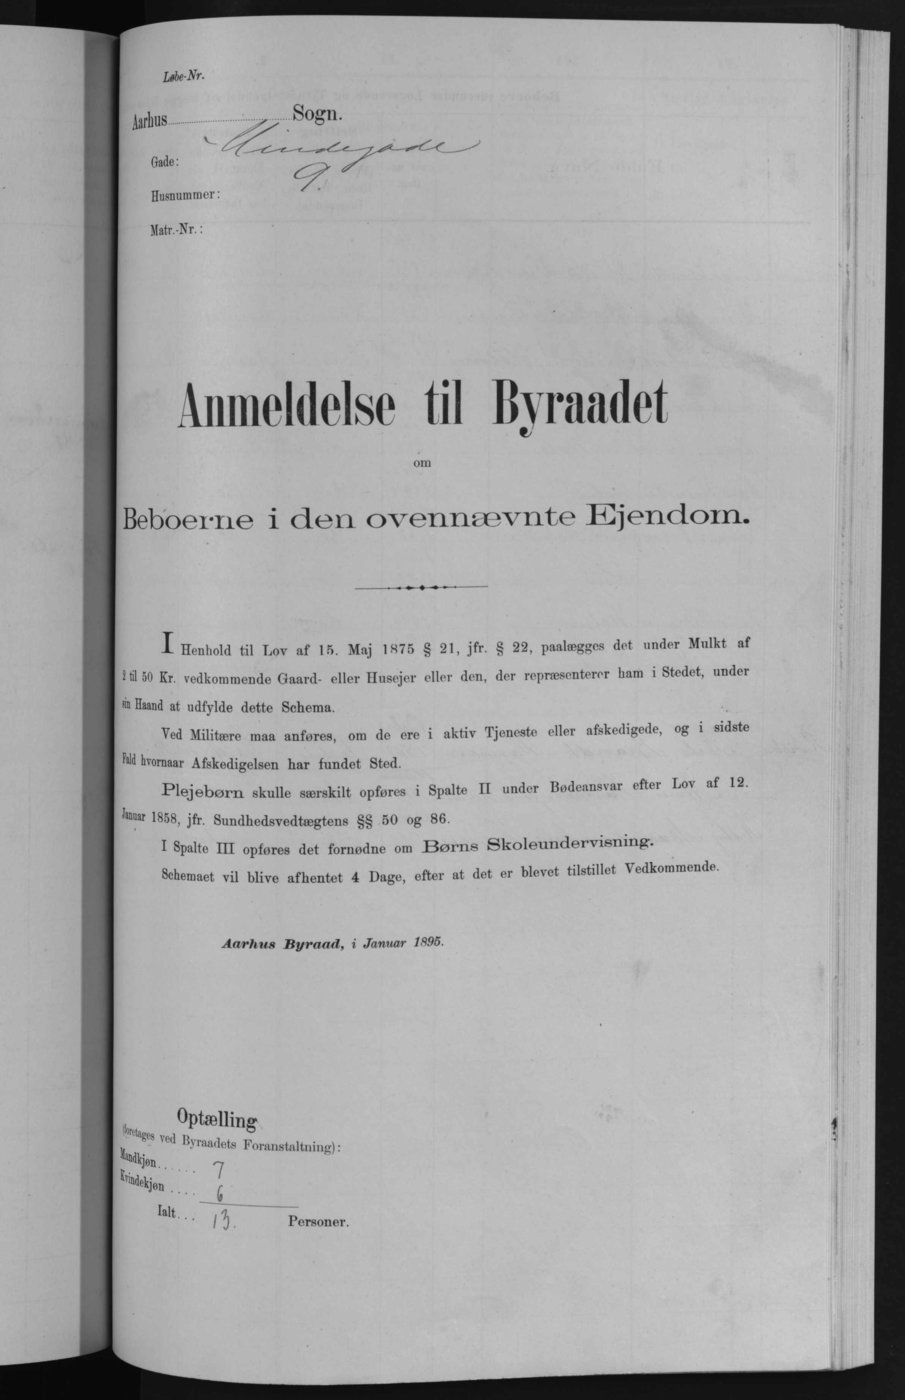 Løbe-Nr.
Aarhus Sogn.
Gade: Mindegade
Husnummer: 9.
Matr.-Nr.:
Anmeldelse til Byraadet
om
Beboerne i den ovennævnte Ejendom.
I Henhold til Lov af 15. Maj 1875 § 21, jfr. § 22, paalægges det under Mulkt af
2 til 50 Kr. vedkommende Gaard- eller Husejer eller den, der repræsenterer ham i Stedet, under
sin Haand at udfylde dette Schema.
Ved Militære maa anføres, om de ere i aktiv Tjeneste eller afskedigede, og i sidste
Fald hvornaar Afskedigelsen har fundet Sted.
Plejebørn skulle særskilt opføres i Spalte II under Bødeansvar efter Lov af 12.
Januar 1858, jfr. Sundhedsvedtægtens §§ 50 og 86.
I Spalte III opføres det fornødne om Børns Skoleundervisning.
Schemaet vil blive afhentet 4 Dage, efter at det er blevet tilstillet Vedkommende.
Aarhus Byraad, i Januar 1895.
Optælling
(foretages ved Byraadets Foranstaltning):
Mandkjøn...... 7
Kvindekjøn.... 6
Ialt... 13. Personer.